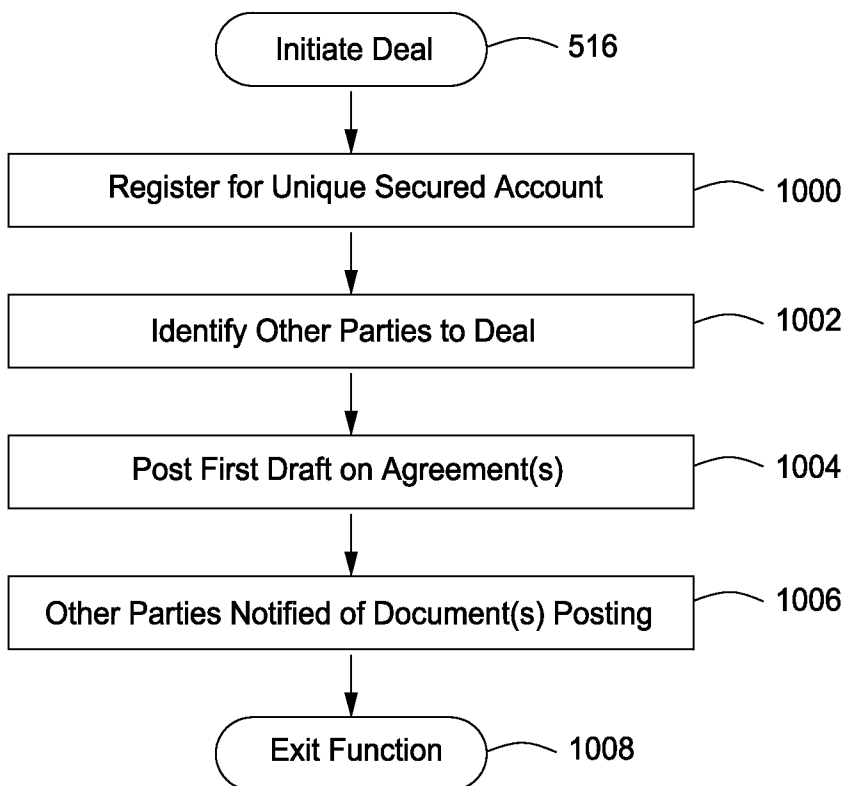 Initiate Deal 516
Register for Unique Secured Account 1000
Identify Other Parties to Deal 1002
Post First Draft on Agreement(s) 1004
Other Parties Notified of Document(s) Posting 1006
Exit Function 1008